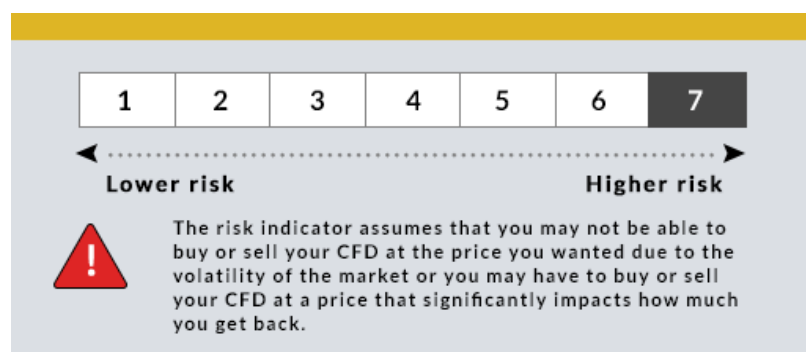 1 2 3 4 5 6 7
Lower risk Higher risk
!
The risk indicator assumes that you may not be able to
buy or sell your CFD at the price you wanted due to the
volatility of the market or you may have to buy or sell
your CFD at a price that significantly impacts how much
you get back.